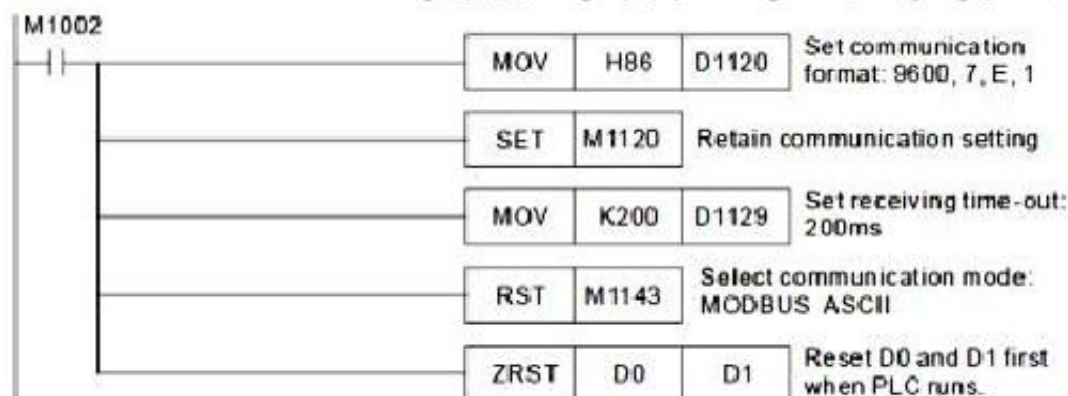 M1002
MOV H86 D1120 Set communication
format: 9600, 7, E, 1
SET M1120 Retain communication setting
MOV K200 D1129 Set receiving time-out:
200ms
RST M1143 Select communication mode:
MODBUS ASCII
ZRST D0 D1 Reset D0 and D1 first
when PLC runs.